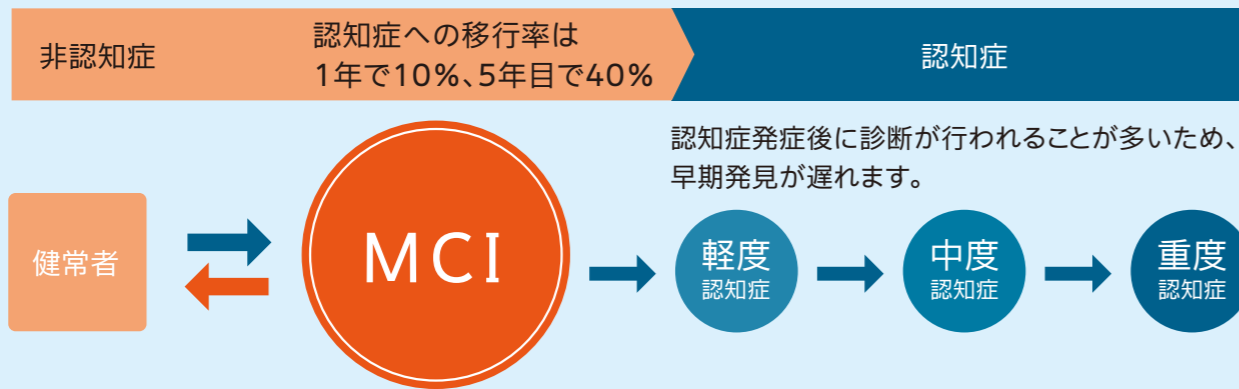 非認知症
認知症への移行率は
1年で10%、5年目で40%
認知症
認知症発症後に診断が行われることが多いため、
早期発見が遅れます。
健常者
MCI
軽度
認知症
中度
認知症
重度
認知症